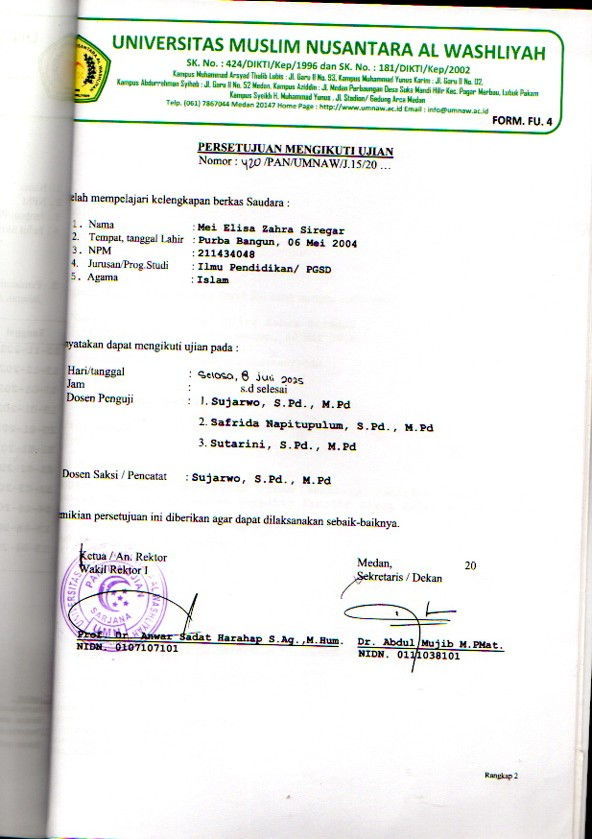 UNIVERSITAS MUSLIM NUSANTARA AL WASHLIYAH
SK. No. : 424/DIKTI/Kep/1996 dan SK. No. : 181/DIKTI/Kep/2002
Kampus Muhammad Arsyad Thalib Lubis : Jl. Garu II No. 93, Kampus Muhammad Yunus Karim : Jl. Garu II No. 02,
Kampus Abdurrahman Syihab : Jl. Garu II No. 52 Medan, Kampus Aziddin : Jl. Medan Perbaungan Desa Suka Mandi Hilir Kec. Pagar Merbau, Lubuk Pakam
Kampus Syeikh H. Muhammad Yunus . Jl. Stadion/ Gedung Arca Medan
Telp. (061) 7867044 Medan 20147 Home Page : http://www.umnaw.ac.id Email : info@umnaw.ac.id
FORM. FU. 4
PERSETUJUAN MENGIKUTI UJIAN
Nomor : 420 /PAN/UMNAW/J.15/20 ...
elah mempelajari kelengkapan berkas Saudara :
1. Nama : Mei Elisa Zahra Siregar
2. Tempat, tanggal Lahir : Purba Bangun, 06 Mei 2004
3. NPM : 211434048
4. Jurusan/Prog.Studi : Ilmu Pendidikan/ PGSD
5. Agama : Islam
nyatakan dapat mengikuti ujian pada :
Hari/tanggal : Selasa, 8 Juli 2025
Jam : s.d selesai
Dosen Penguji : 1. Sujarwo, S.Pd., M.Pd
2. Safrida Napitupulum, S.Pd., M.Pd
3. Sutarini, S.Pd., M.Pd
Dosen Saksi / Pencatat : Sujarwo, S.Pd., M.Pd
mikian persetujuan ini diberikan agar dapat dilaksanakan sebaik-baiknya.
Ketua / An. Rektor
Wakil Rektor I
Medan, 20
Sekretaris / Dekan
SARJANA
Prof. Dr. Anwar Sadat Harahap S.Ag.,M.Hum.
NIDN. 0107107101
Dr. Abdul Mujib M.PMat.
NIDN. 0111038101
Rangkap 2